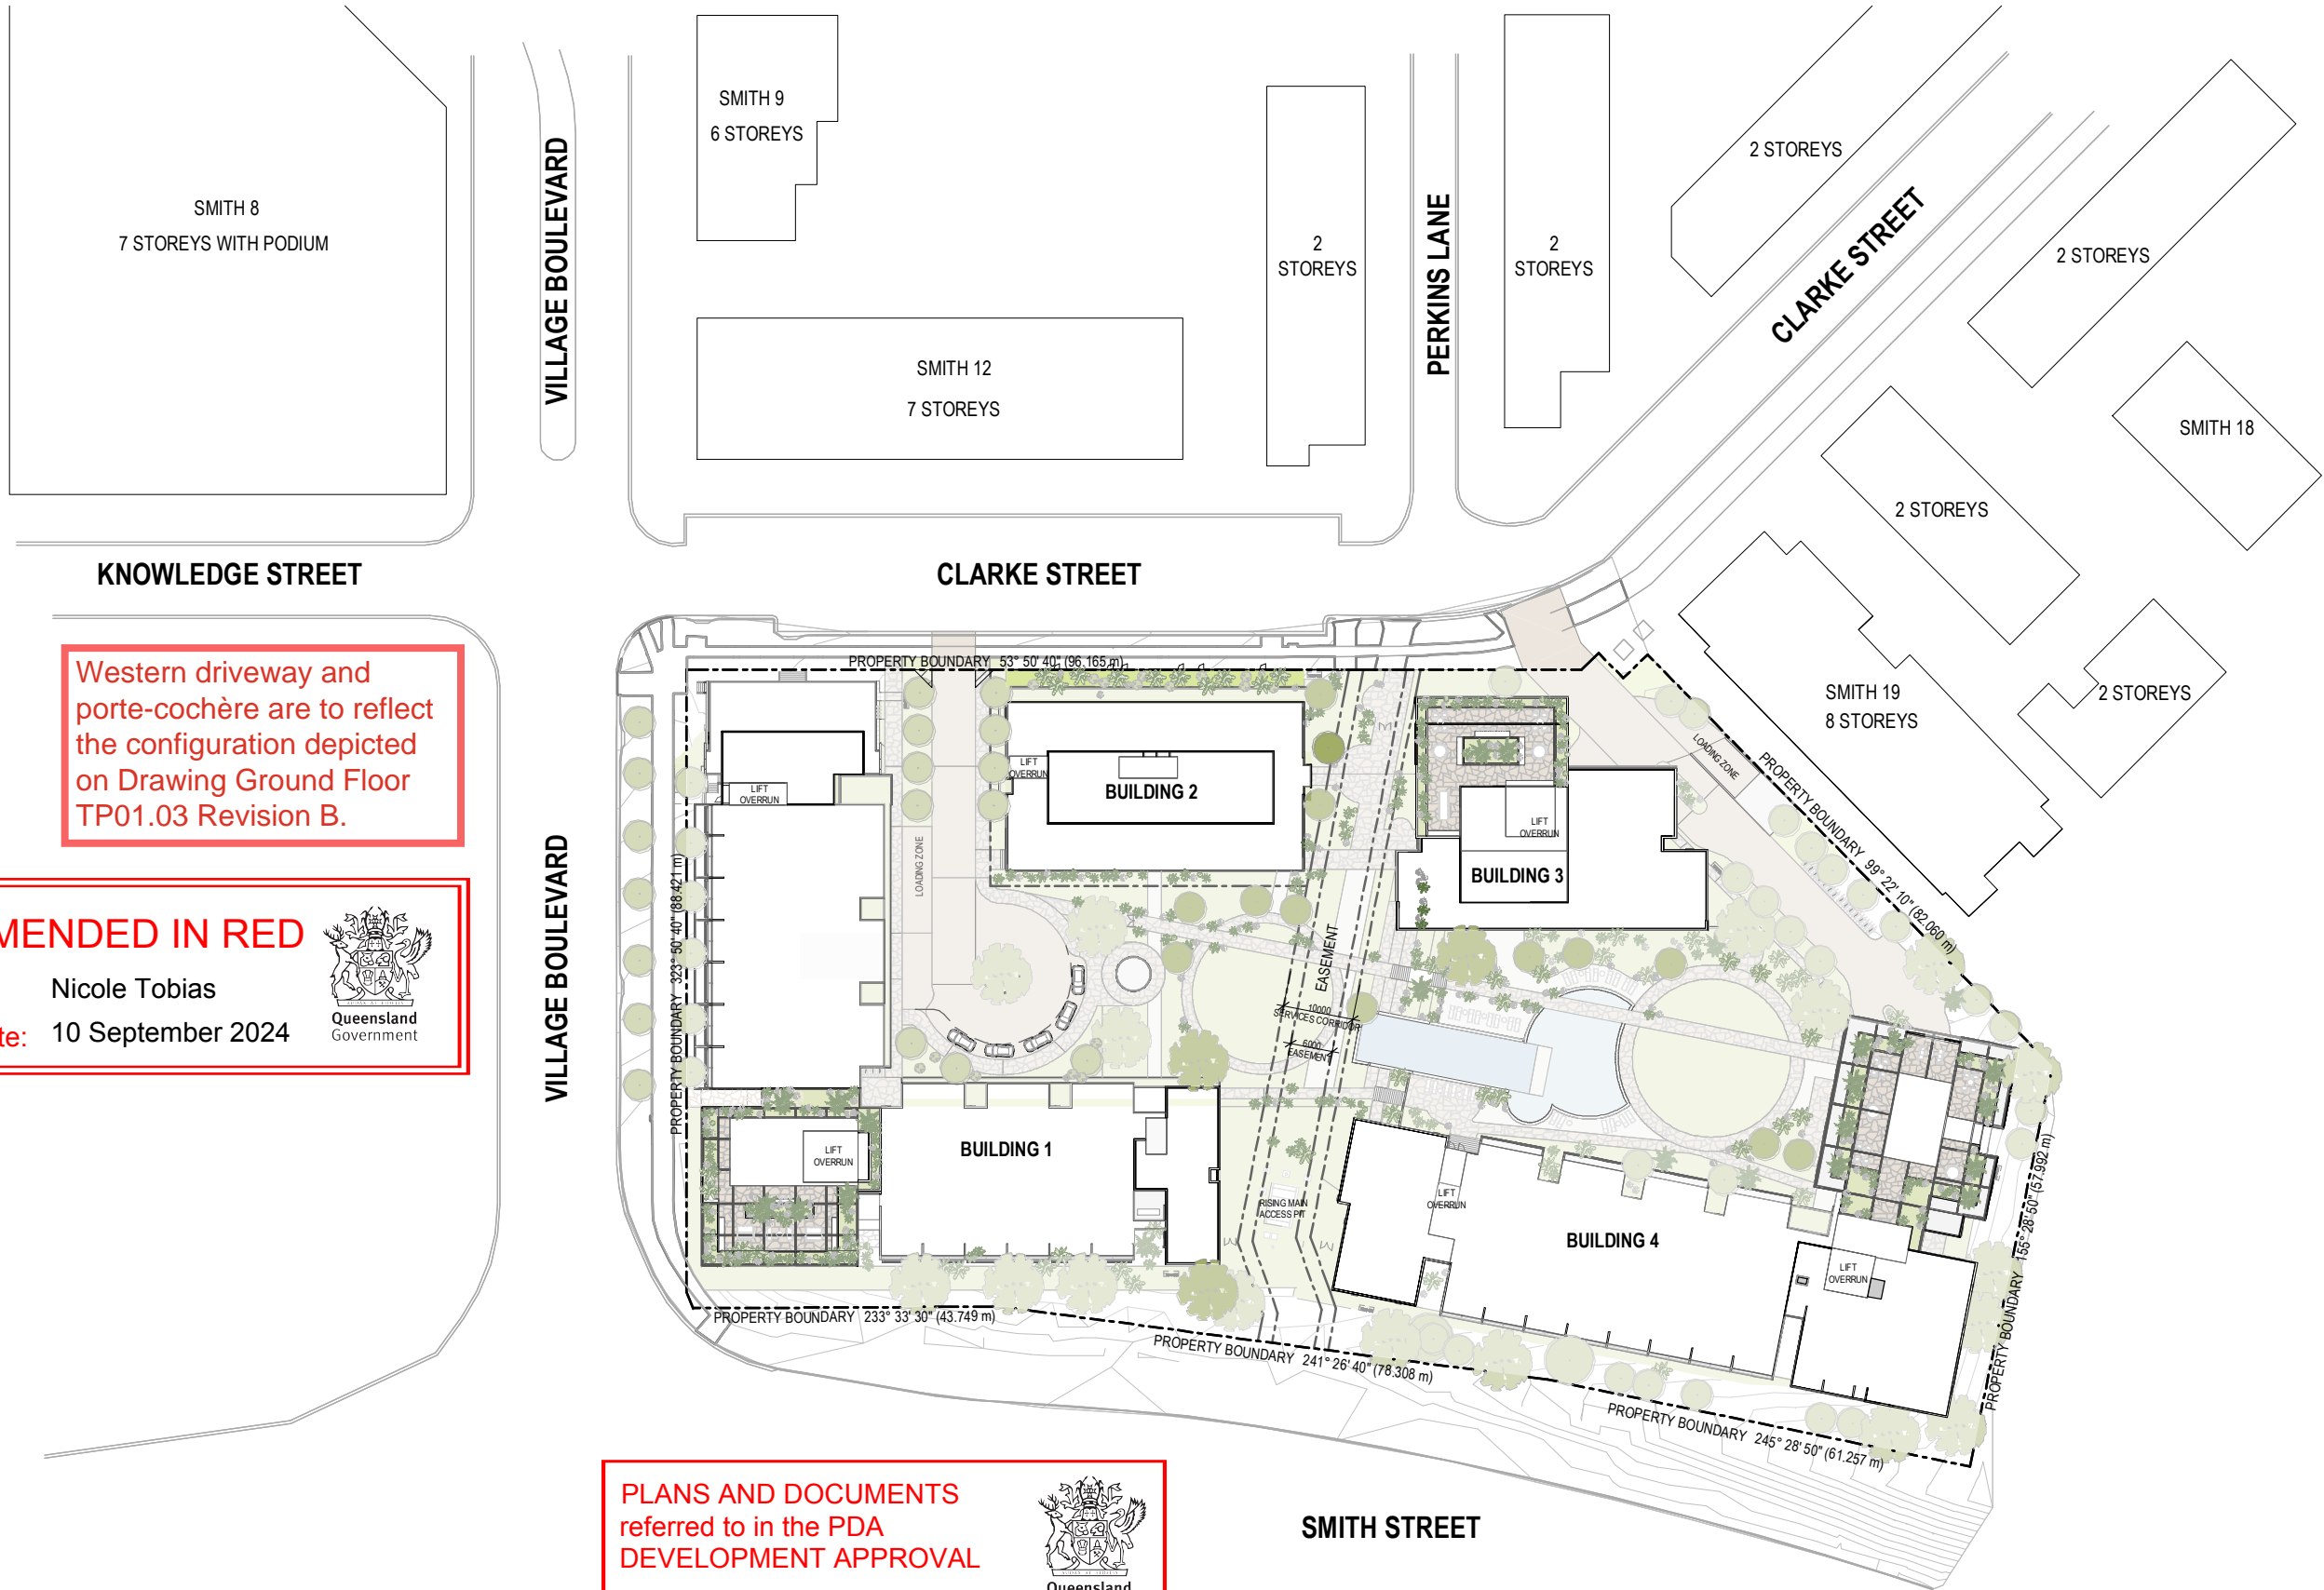 SMITH 8
7 STOREYS WITH PODIUM
VILLAGE BOULEVARD
SMITH 9
6 STOREYS
SMITH 12
7 STOREYS
2
STOREYS
PERKINS LANE
2
STOREYS
2 STOREYS
CLARKE STREET
2 STOREYS
SMITH 18
2 STOREYS
SMITH 19
8 STOREYS
2 STOREYS
KNOWLEDGE STREET
CLARKE STREET
Western driveway and
porte-cochère are to reflect
the configuration depicted
on Drawing Ground Floor
TP01.03 Revision B.
MENDED IN RED
Nicole Tobias
te: 10 September 2024
Queensland
Government
VILLAGE BOULEVARD
PROPERTY BOUNDARY 53° 50' 40" (96.165 m)
PROPERTY BOUNDARY 323° 50' 40" (88.421 m)
LIFT
OVERRUN
LOADING ZONE
LIFT
OVERRUN
BUILDING 2
LIFT
OVERRUN
BUILDING 3
LOADING ZONE
PROPERTY BOUNDARY 99° 22' 10" (82.060 m)
EASEMENT
10000
SERVICES CORRIDOR
6000
EASEMENT
LIFT
OVERRUN
BUILDING 1
RISING MAIN
ACCESS PIT
LIFT
OVERRUN
BUILDING 4
LIFT
OVERRUN
PROPERTY BOUNDARY 155° 28' 50" (57.992 m)
PROPERTY BOUNDARY 233° 33' 30" (43.749 m)
PROPERTY BOUNDARY 241° 26' 40" (78.308 m)
PROPERTY BOUNDARY 245° 28' 50" (61.257 m)
PLANS AND DOCUMENTS
referred to in the PDA
DEVELOPMENT APPROVAL
Queensland
SMITH STREET